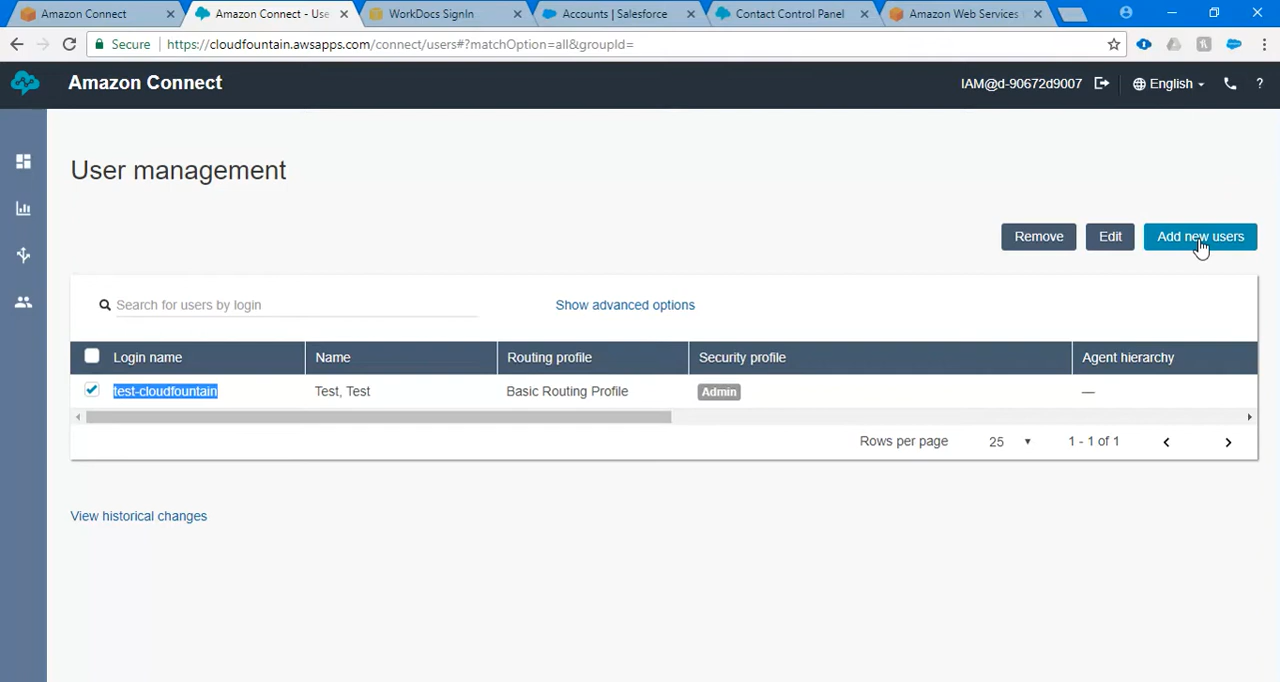 Amazon Connect
Amazon Connect - Use
WorkDocs SignIn
Accounts | Salesforce
Contact Control Panel
Amazon Web Services
Secure
https://cloudfountain.awsapps.com/connect/users#?matchOption=all&groupId=
Amazon Connect
IAM@d-90672d9007
English
?
User management
Remove
Edit
Add new users
Search for users by login
Show advanced options
Login name
Name
Routing profile
Security profile
Agent hierarchy
test-cloudfountain
Test, Test
Basic Routing Profile
Admin
—
Rows per page
25
1 - 1 of 1
View historical changes